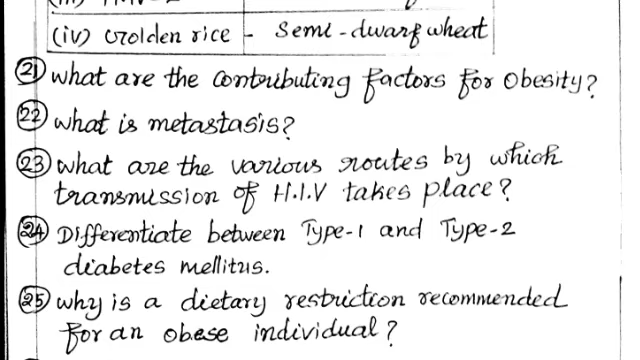 (iv) Golden rice - Semi-dwarf wheat
21 what are the contributing factors for obesity?
22 what is metastasis?
23 what are the various routes by which
transmission of H.I.V takes place?
24 Differentiate between Type-1 and Type-2
diabetes mellitus.
25 why is a dietary restriction recommended
for an obese individual?